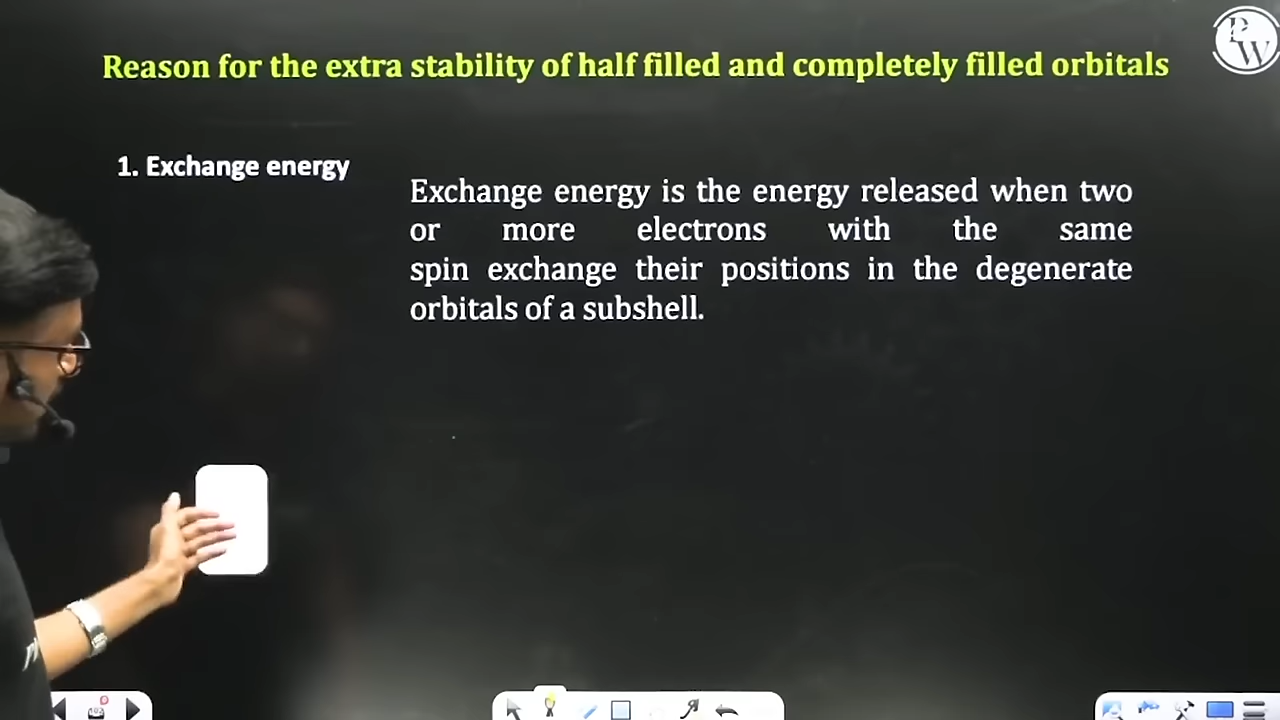 Reason for the extra stability of half filled and completely filled orbitals
PW
1. Exchange energy
Exchange energy is the energy released when two
or more electrons with the same
spin exchange their positions in the degenerate
orbitals of a subshell.